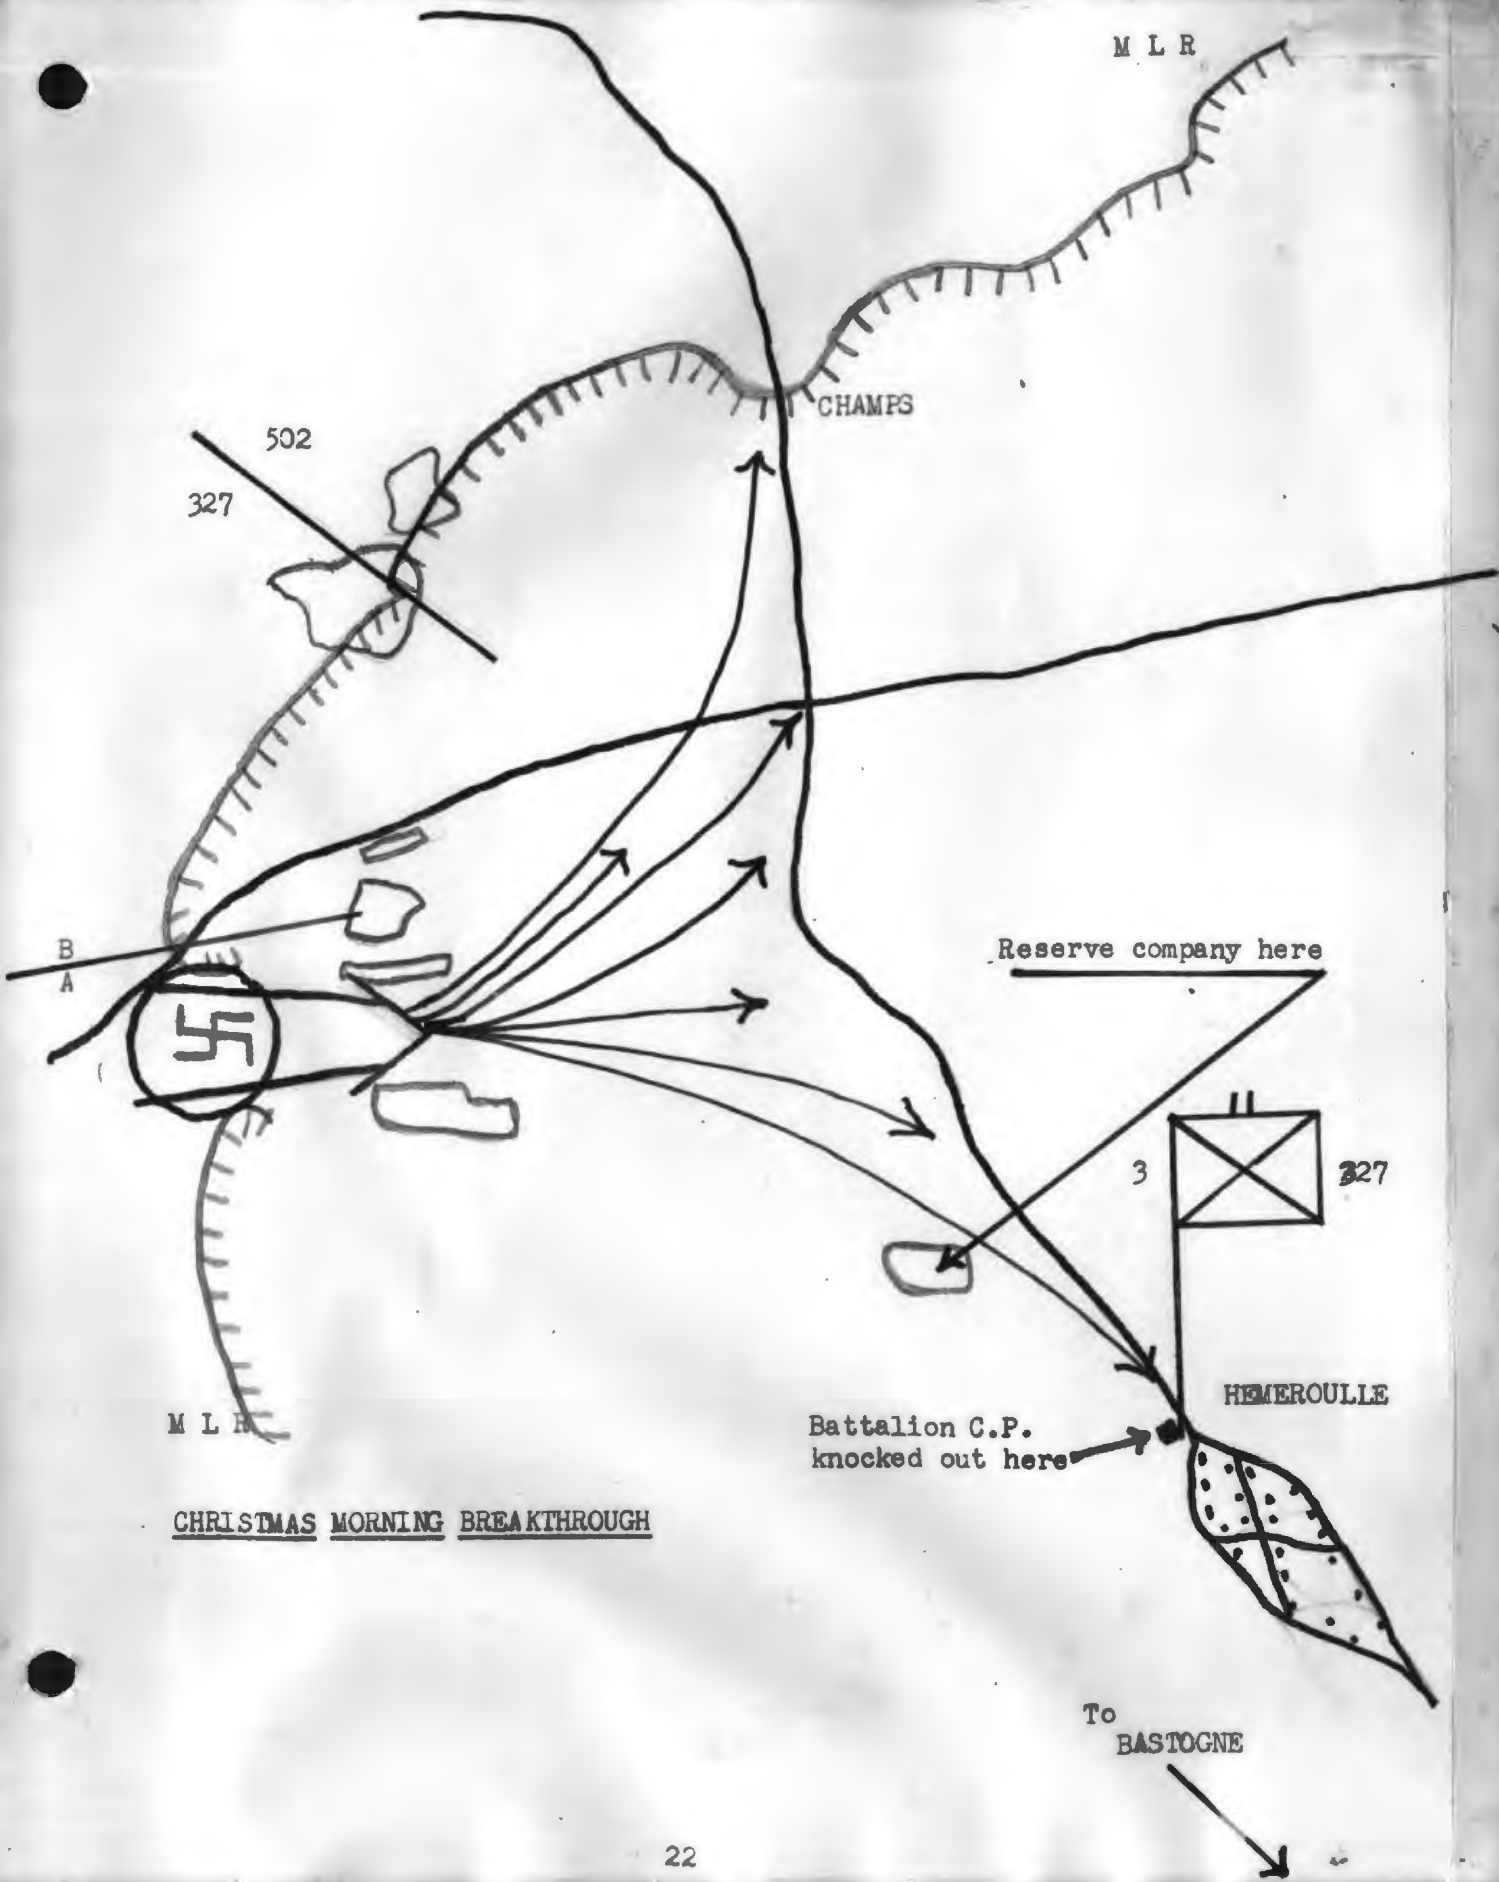 M L R
CHAMPS
502
327
B
A
Reserve company here
3
327
HEMEROULLE
Battalion C.P.
knocked out here
M L R
CHRISTMAS MORNING BREAKTHROUGH
To
BASTOGNE
22